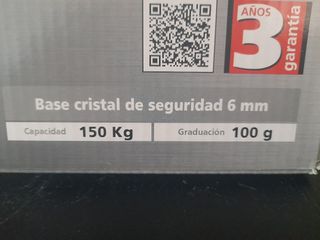 AÑOS
3
garantía
Base cristal de seguridad 6 mm
Capacidad 150 Kg Graduación 100 g